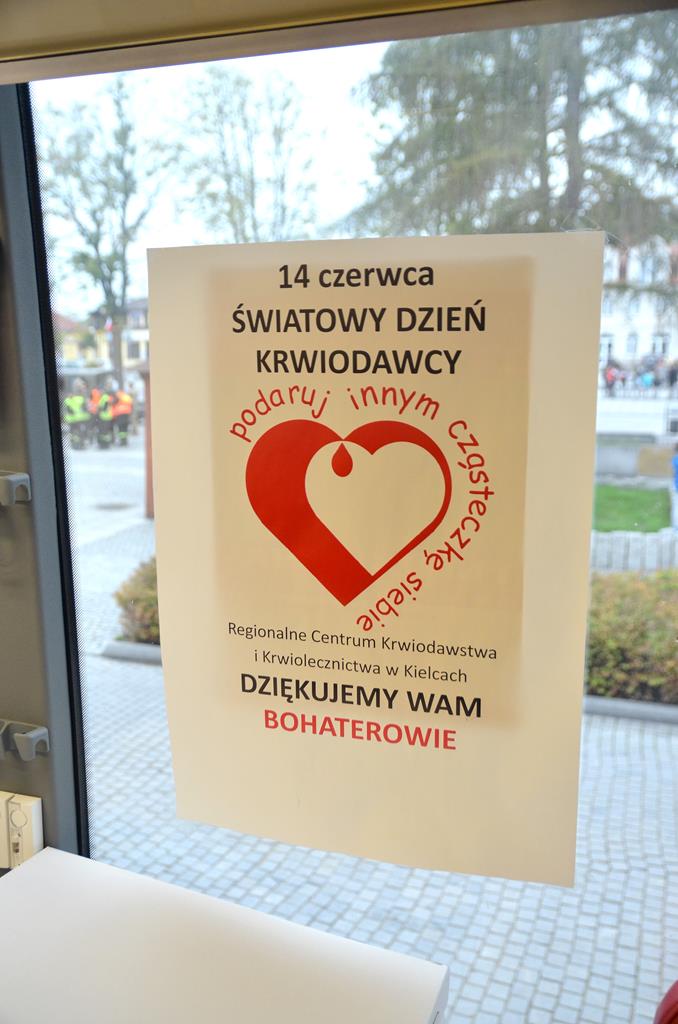 14 czerwca
ŚWIATOWY DZIEŃ
KRWIODAWCY
podaruj innym cząsteczkę siebie
Regionalne Centrum Krwiodawstwa
i Krwiolecznictwa w Kielcach
DZIĘKUJEMY WAM
BOHATEROWIE